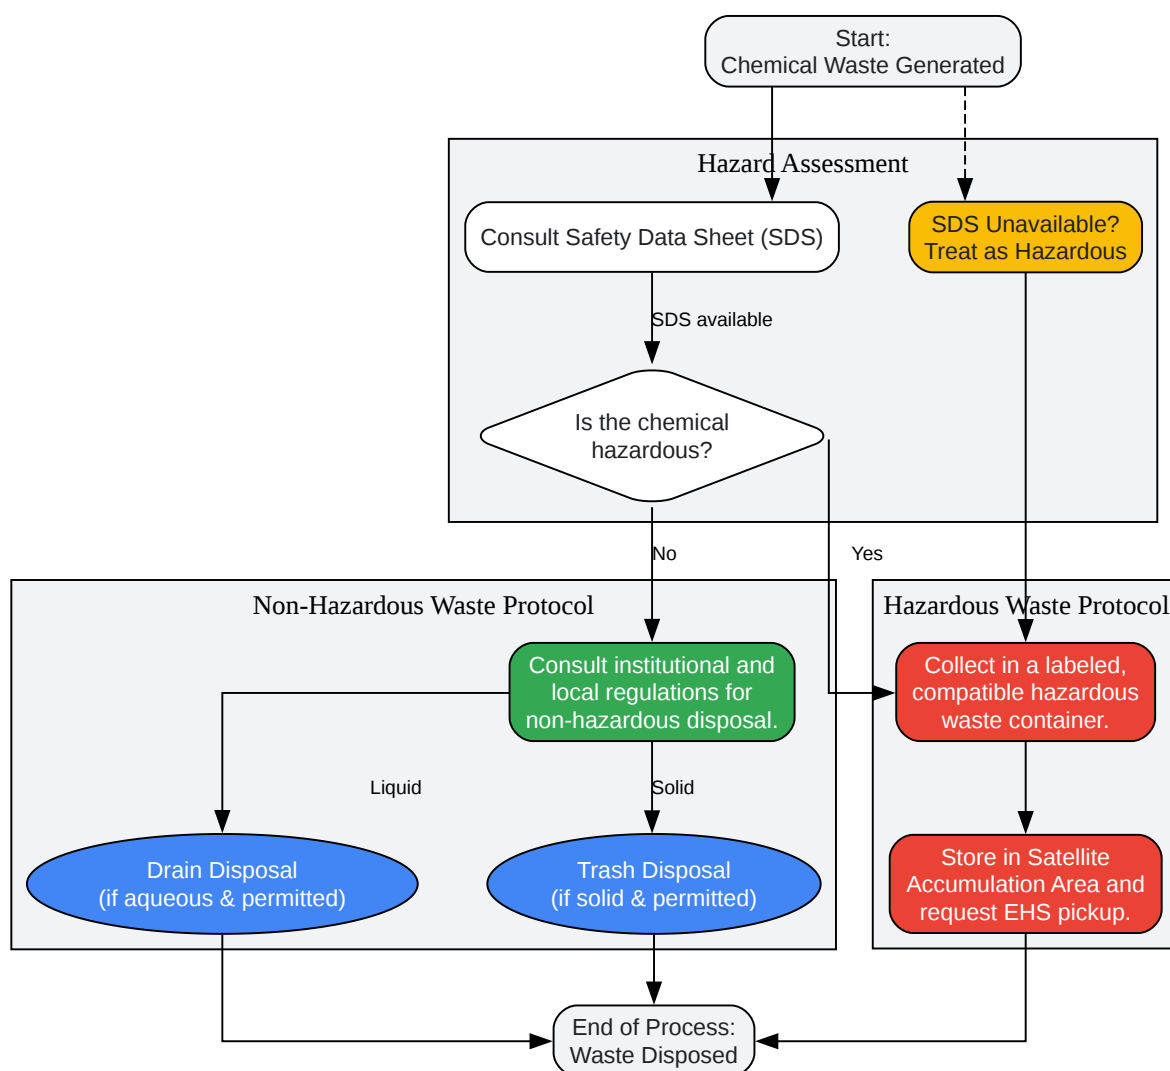 Start:
Chemical Waste Generated
Hazard Assessment
Consult Safety Data Sheet (SDS)
SDS Unavailable?
Treat as Hazardous
SDS available
Is the chemical
hazardous?
No
Yes
Non-Hazardous Waste Protocol
Hazardous Waste Protocol
Consult institutional and
local regulations for
non-hazardous disposal.
Collect in a labeled,
compatible hazardous
waste container.
Liquid
Solid
Drain Disposal
(if aqueous & permitted)
Trash Disposal
(if solid & permitted)
Store in Satellite
Accumulation Area and
request EHS pickup.
End of Process:
Waste Disposed